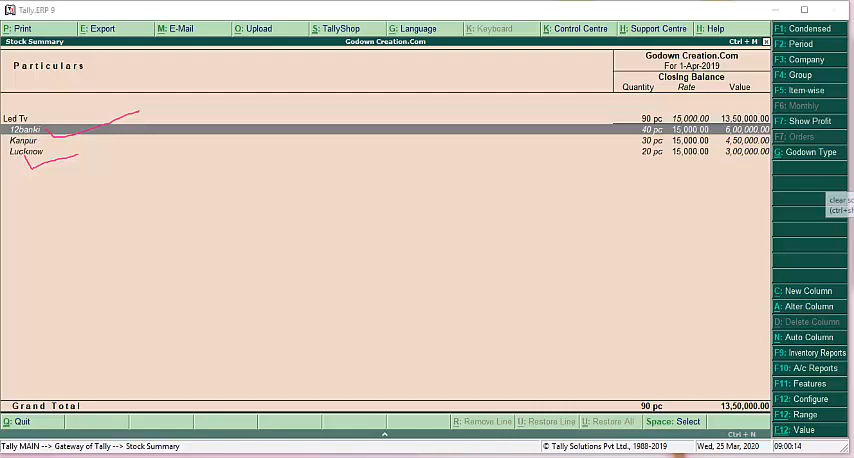 Tally.ERP 9
P: Print E: Export M: E-Mail O: Upload S: TallyShop G: Language K: Keyboard K: Control Centre H: Support Centre H: Help
Stock Summary Godown Creation.Com Ctrl + M
Particulars
Godown Creation.Com
For 1-Apr-2019
Closing Balance
Quantity Rate Value
Led Tv 90 pc 15,000.00 13,50,000.00
12banki 40 pc 15,000.00 6,00,000.00
Kanpur 30 pc 15,000.00 4,50,000.00
Lucknow 20 pc 15,000.00 3,00,000.00
Grand Total 90 pc 13,50,000.00
F1: Condensed
F2: Period
F3: Company
F4: Group
F5: Item-wise
F6: Monthly
F7: Show Profit
F7: Orders
G: Godown Type
clear sc
(ctrl+sh
C: New Column
A: Alter Column
D: Delete Column
N: Auto Column
F9: Inventory Reports
F10: A/c Reports
F11: Features
F12: Configure
F12: Range
F12: Value
Q: Quit R: Remove Line U: Restore Line U: Restore All Space: Select
Ctrl + N
Tally MAIN --> Gateway of Tally --> Stock Summary © Tally Solutions Pvt Ltd., 1988-2019 Wed, 25 Mar, 2020 09:00:14